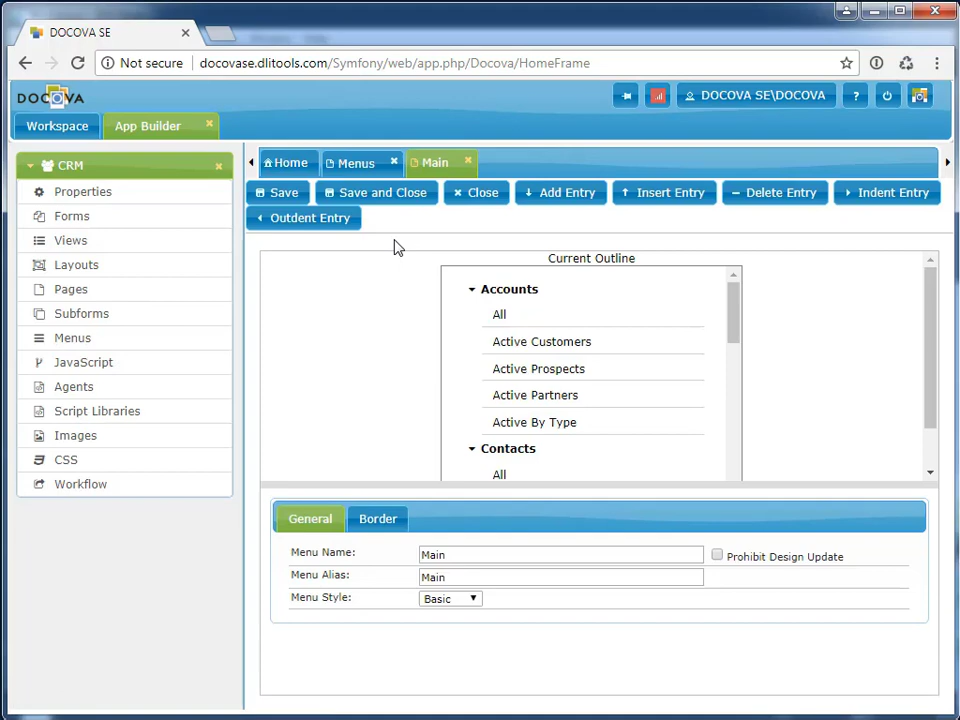 DOCOVA SE
Not secure | docovase.dlitools.com/Symfony/web/app.php/Docova/HomeFrame
DOCOVA
DOCOVA SE\DOCOVA
?
Workspace
App Builder
CRM
Properties
Forms
Views
Layouts
Pages
Subforms
Menus
JavaScript
Agents
Script Libraries
Images
CSS
Workflow
Home
Menus
Main
Save
Save and Close
Close
Add Entry
Insert Entry
Delete Entry
Indent Entry
Outdent Entry
Current Outline
Accounts
All
Active Customers
Active Prospects
Active Partners
Active By Type
Contacts
All
General
Border
Menu Name: Main Prohibit Design Update
Menu Alias: Main
Menu Style: Basic